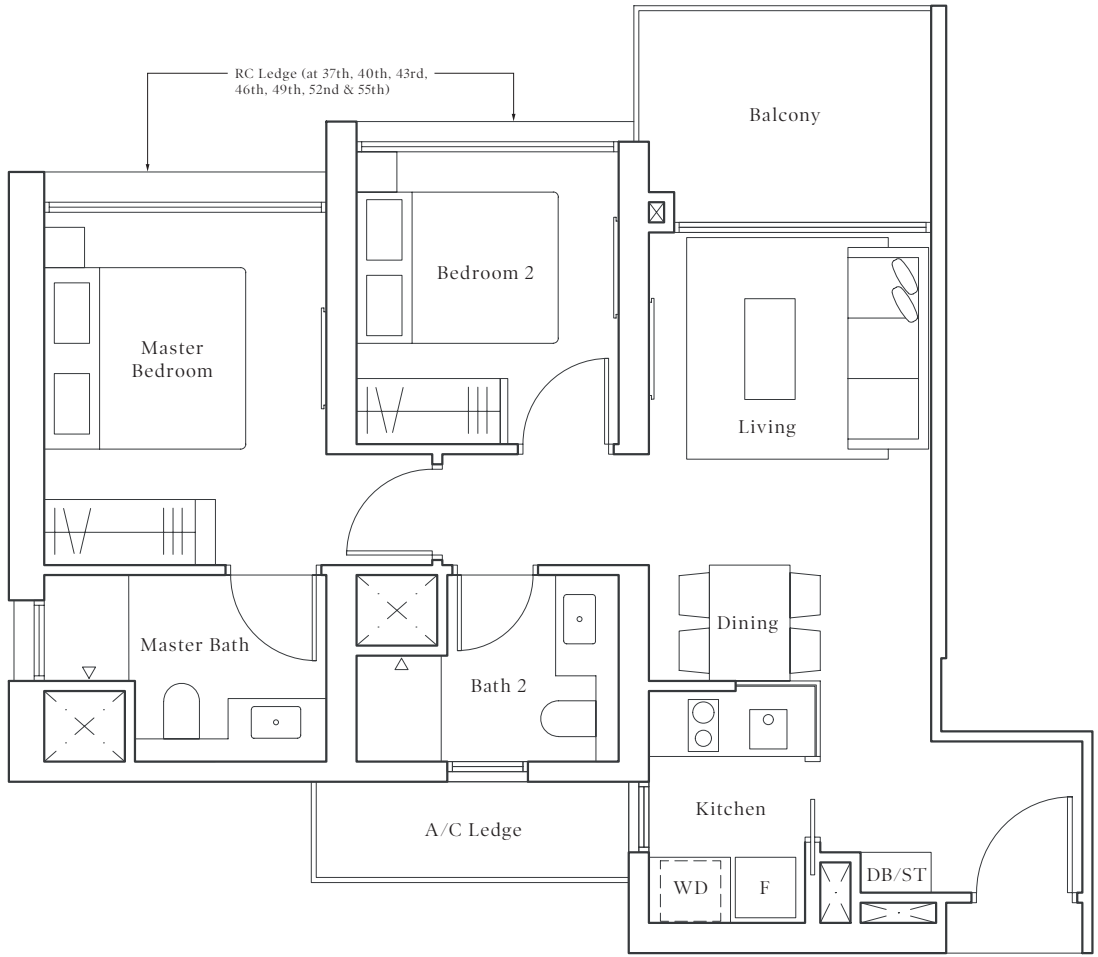 RC Ledge (at 37th, 40th, 43rd,
46th, 49th, 52nd & 55th)
Balcony
Bedroom 2
Master
Bedroom
Living
Dining
Master Bath
Bath 2
Kitchen
A/C Ledge
WD
F
DB/ST